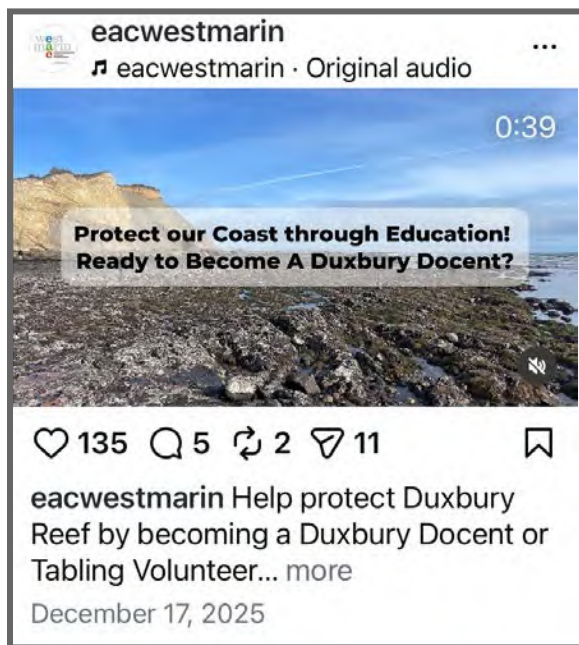 eacwestmarin
eacwestmarin · Original audio
0:39
Protect our Coast through Education!
Ready to Become A Duxbury Docent?
135 5 2 11
eacwestmarin Help protect Duxbury
Reef by becoming a Duxbury Docent or
Tabling Volunteer... more
December 17, 2025